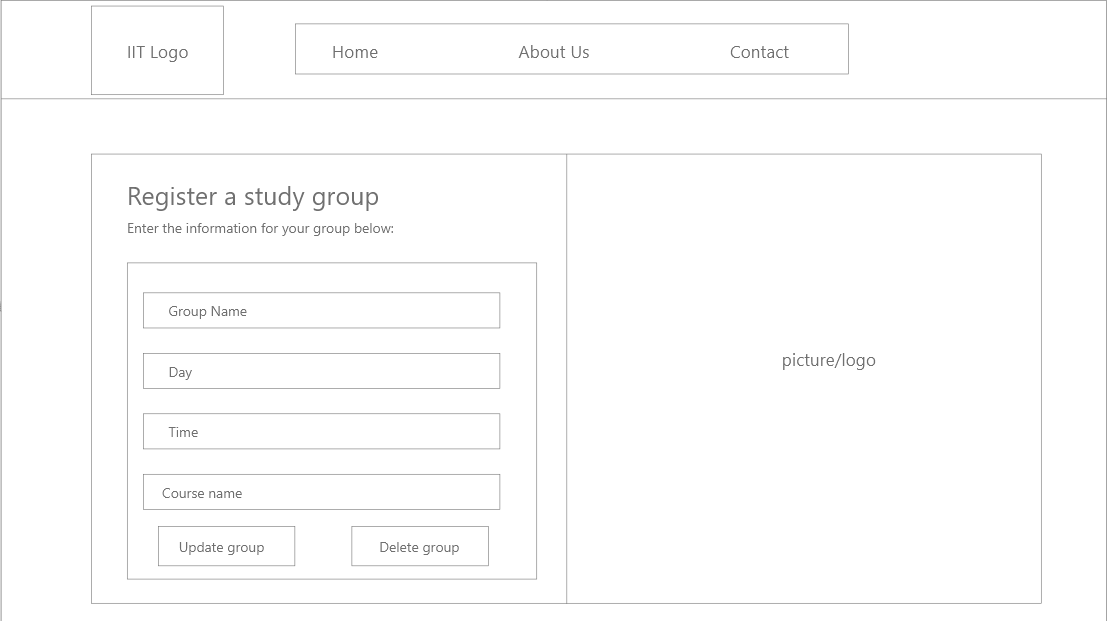 IIT Logo
Home
About Us
Contact
Register a study group
Enter the information for your group below:
Group Name
Day
Time
Course name
Update group
Delete group
picture/logo